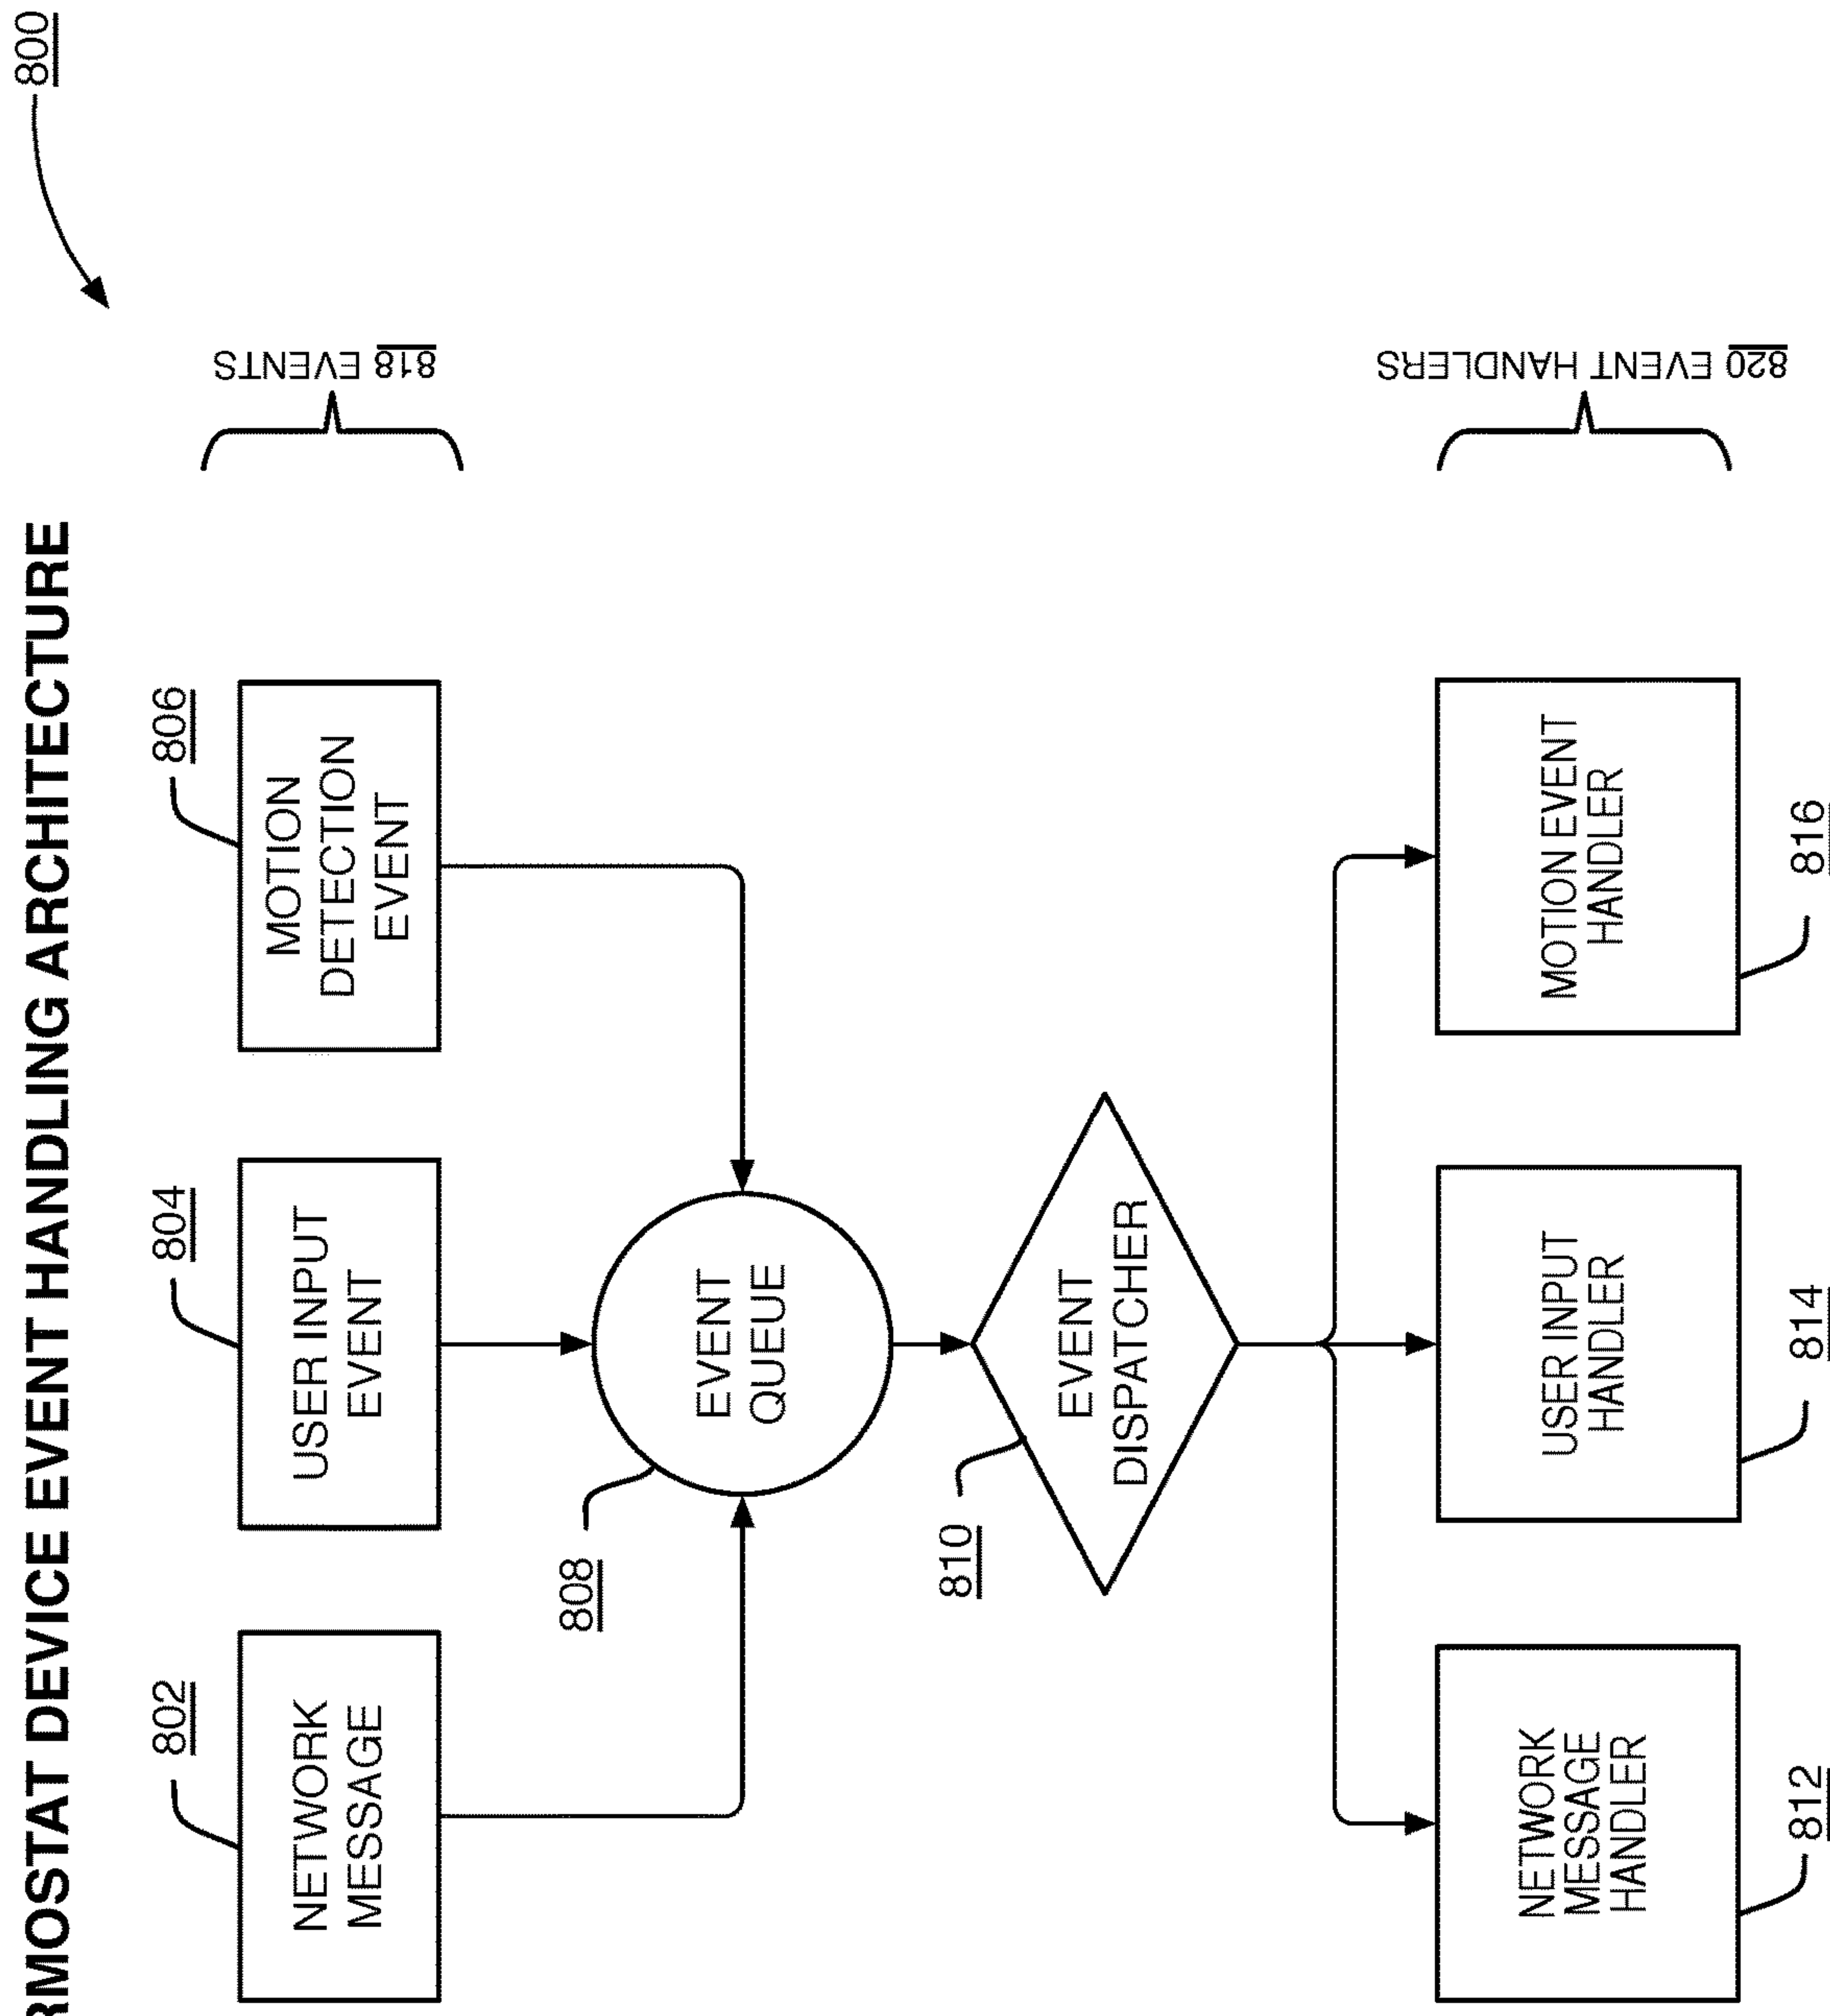 800
RMOSTAT DEVICE EVENT HANDLING ARCHITECTURE
802
804
806
NETWORK
MESSAGE
USER INPUT
EVENT
MOTION
DETECTION
EVENT
818 EVENTS
808
EVENT
QUEUE
810
EVENT
DISPATCHER
NETWORK
MESSAGE
HANDLER
USER INPUT
HANDLER
MOTION EVENT
HANDLER
820 EVENT HANDLERS
812
814
816